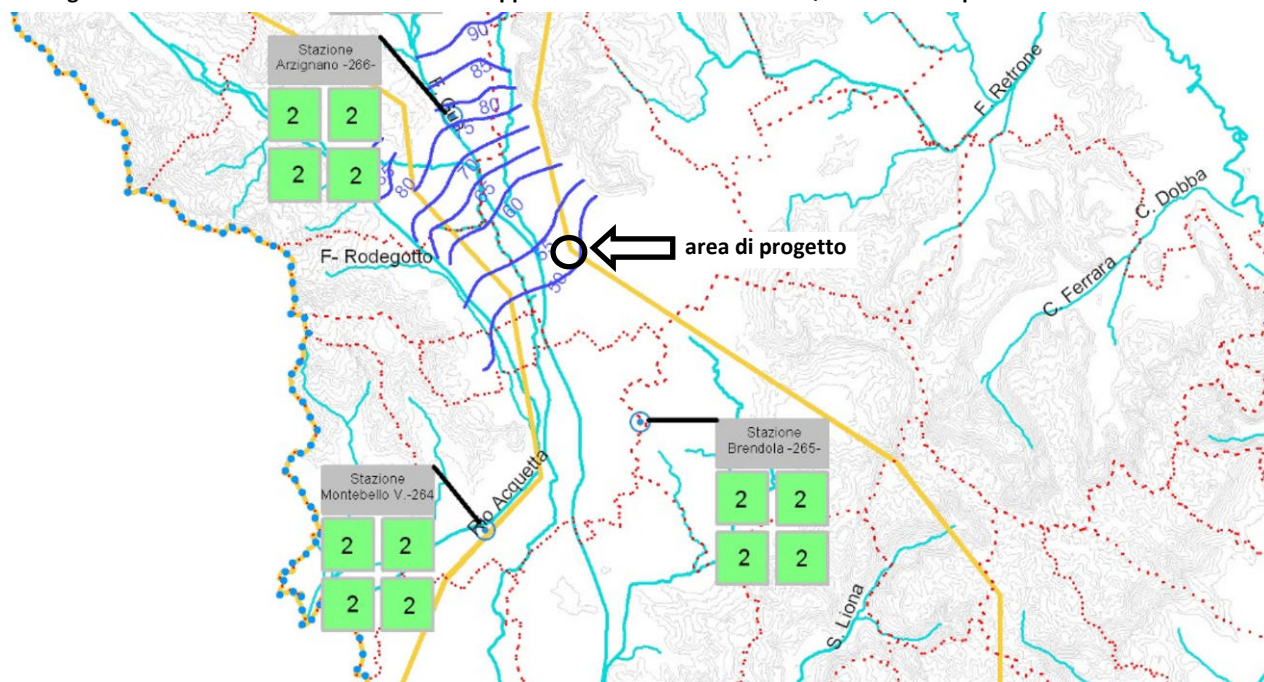 Stazione
Arzignano -266-
2 2
2 2
90
85
80
70
65
60
80
50
F. Retrone
C. Dobba
C. Ferrara
F- Rodegotto
area di progetto
Stazione
Montebello V.-264
2 2
2 2
Rio Acquetta
Stazione
Brendola -265-
2 2
2 2
S. Liona